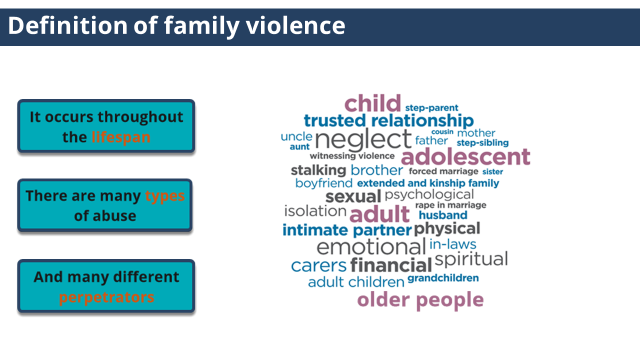 Definition of family violence
It occurs throughout
the lifespan
There are many types
of abuse
And many different
perpetrators
child step-parent
trusted relationship
uncle neglect cousin mother
aunt father step-sibling
witnessing violence adolescent
stalking brother forced marriage sister
boyfriend extended and kinship family
sexual psychological
isolation adult rape in marriage
husband
intimate partner physical
emotional in-laws
carers financial spiritual
adult children grandchildren
older people